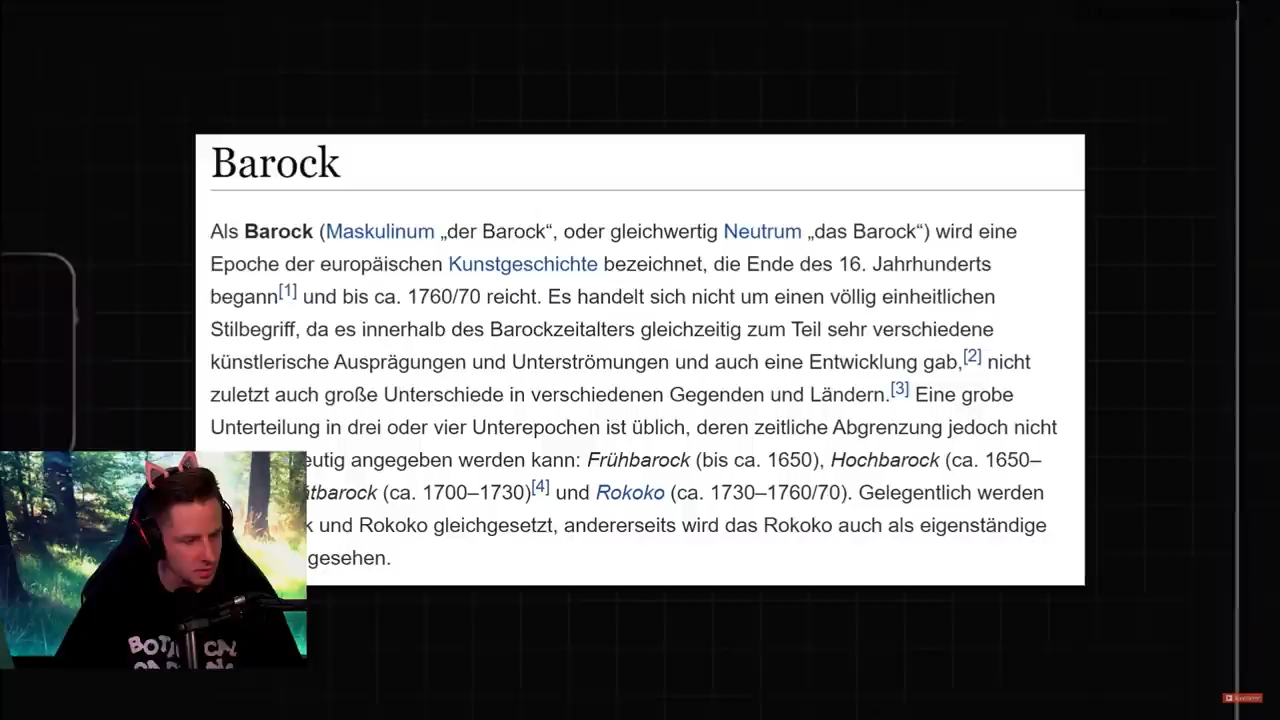 Barock
Als Barock (Maskulinum „der Barock“, oder gleichwertig Neutrum „das Barock“) wird eine
Epoche der europäischen Kunstgeschichte bezeichnet, die Ende des 16. Jahrhunderts
begann[1] und bis ca. 1760/70 reicht. Es handelt sich nicht um einen völlig einheitlichen
Stilbegriff, da es innerhalb des Barockzeitalters gleichzeitig zum Teil sehr verschiedene
künstlerische Ausprägungen und Unterströmungen und auch eine Entwicklung gab,[2] nicht
zuletzt auch große Unterschiede in verschiedenen Gegenden und Ländern.[3] Eine grobe
Unterteilung in drei oder vier Unterepochen ist üblich, deren zeitliche Abgrenzung jedoch nicht
eutig angegeben werden kann: Frühbarock (bis ca. 1650), Hochbarock (ca. 1650–
tbarock (ca. 1700–1730)[4] und Rokoko (ca. 1730–1760/70). Gelegentlich werden
k und Rokoko gleichgesetzt, andererseits wird das Rokoko auch als eigenständige
gesehen.